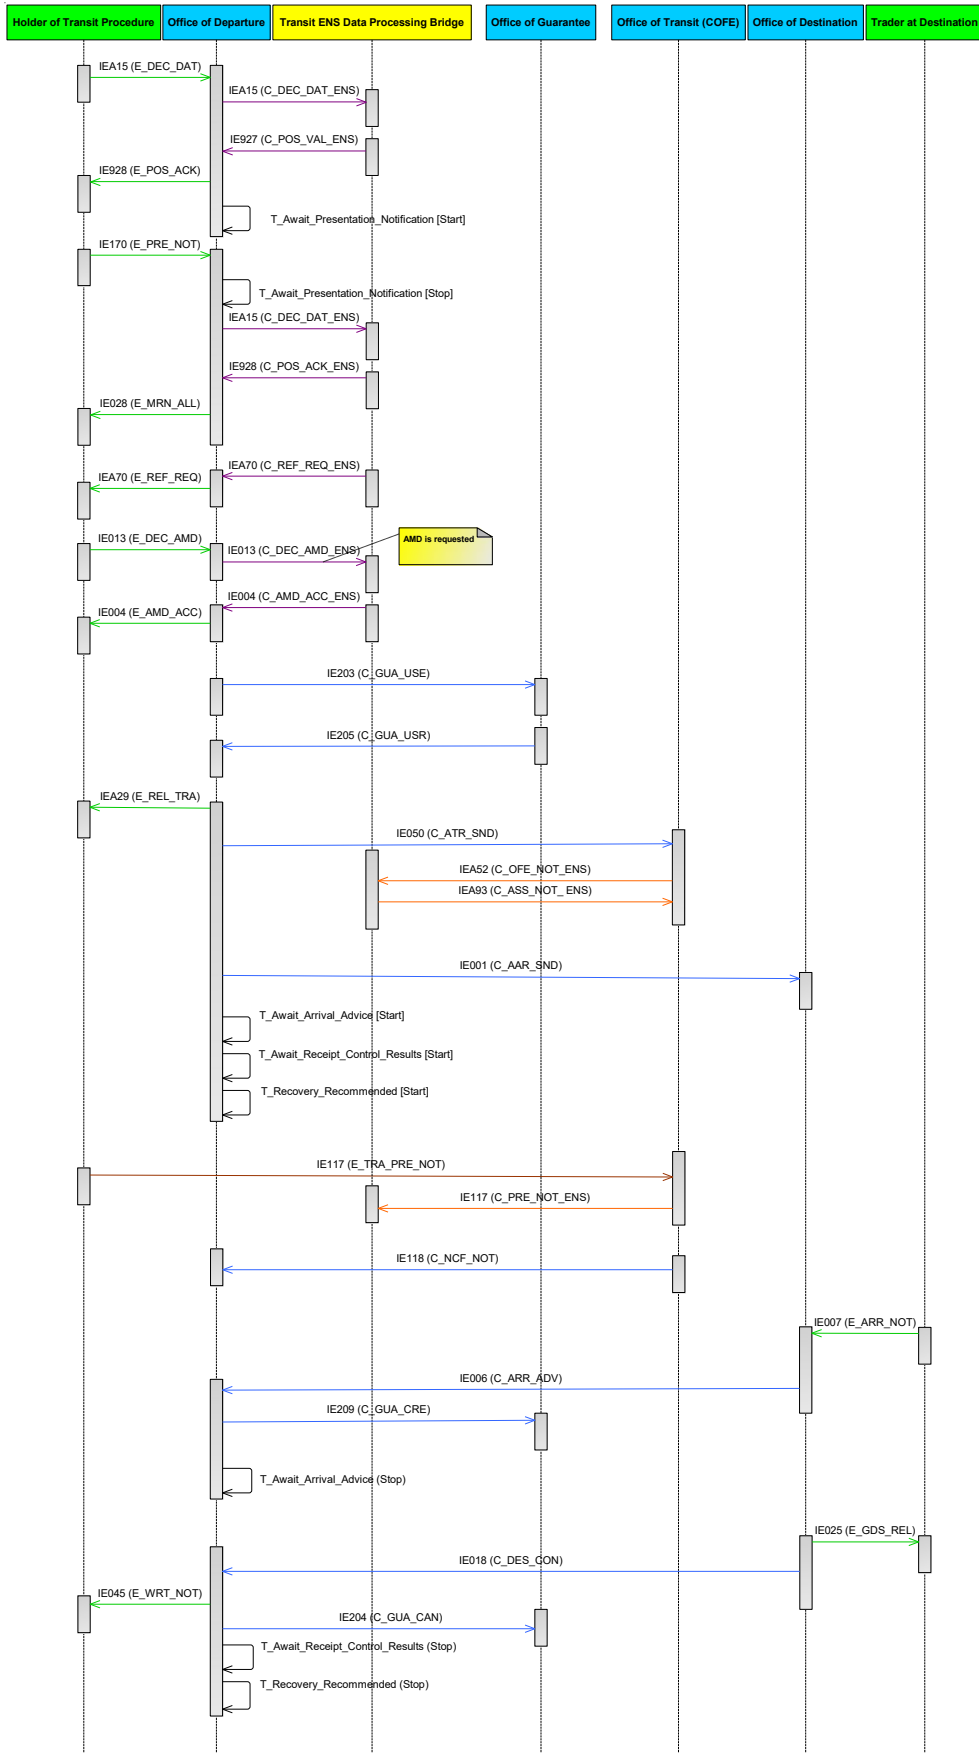 Holder of Transit Procedure
Office of Departure
Transit ENS Data Processing Bridge
Office of Guarantee
Office of Transit (COFE)
Office of Destination
Trader at Destination
IEA15 (E_DEC_DAT)
IEA15 (C_DEC_DAT_ENS)
IE927 (C_POS_VAL_ENS)
IE928 (E_POS_ACK)
T_Await_Presentation_Notification [Start]
IE170 (E_PRE_NOT)
T_Await_Presentation_Notification [Stop]
IEA15 (C_DEC_DAT_ENS)
IE928 (C_POS_ACK_ENS)
IE028 (E_MRN_ALL)
IEA70 (C_REF_REQ_ENS)
IEA70 (E_REF_REQ)
IE013 (E_DEC_AMD)
AMD is requested
IE013 (C_DEC_AMD_ENS)
IE004 (C_AMD_ACC_ENS)
IE004 (E_AMD_ACC)
IE203 (C_GUA_USE)
IE205 (C_GUA_USR)
IEA29 (E_REL_TRA)
IE050 (C_ATR_SND)
IEA52 (C_OFE_NOT_ENS)
IEA93 (C_ASS_NOT_ ENS)
IE001 (C_AAR_SND)
T_Await_Arrival_Advice [Start]
T_Await_Receipt_Control_Results [Start]
T_Recovery_Recommended [Start]
IE117 (E_TRA_PRE_NOT)
IE117 (C_PRE_NOT_ENS)
IE118 (C_NCF_NOT)
IE007 (E_ARR_NOT)
IE006 (C_ARR_ADV)
IE209 (C_GUA_CRE)
T_Await_Arrival_Advice (Stop)
IE025 (E_GDS_REL)
IE018 (C_DES_CON)
IE045 (E_WRT_NOT)
IE204 (C_GUA_CAN)
T_Await_Receipt_Control_Results (Stop)
T_Recovery_Recommended (Stop)